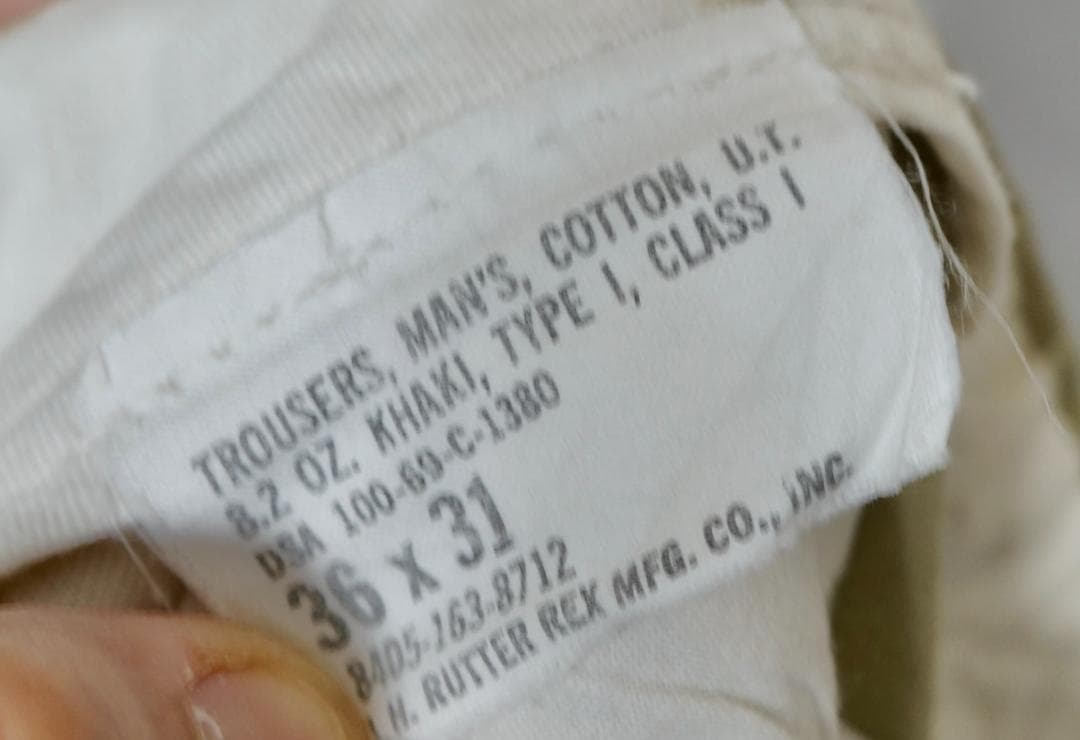 TROUSERS, MAN'S, COTTON, U.T.
8.2 OZ. KHAKI, TYPE I, CLASS I
DSA 100-69-C-1380
36 X 31
8405-163-8712
H. RUTTER REX MFG. CO., INC.